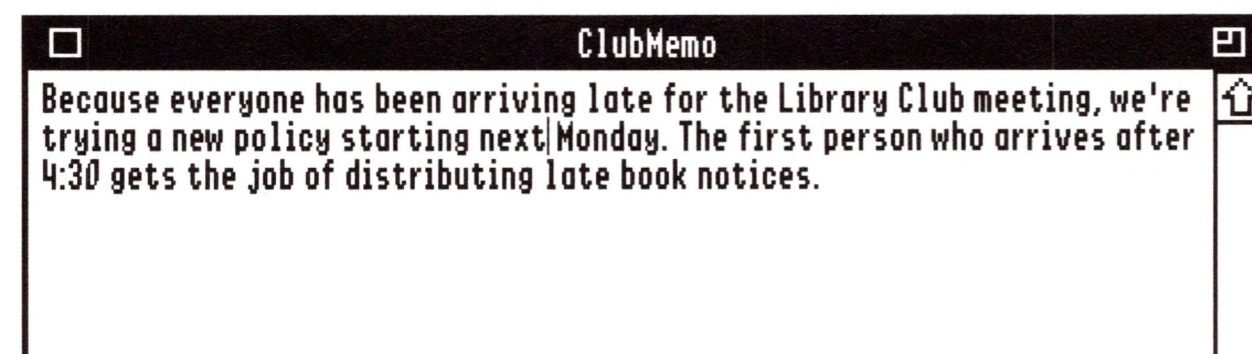 ClubMemo
Because everyone has been arriving late for the Library Club meeting, we're
trying a new policy starting next Monday. The first person who arrives after
4:30 gets the job of distributing late book notices.